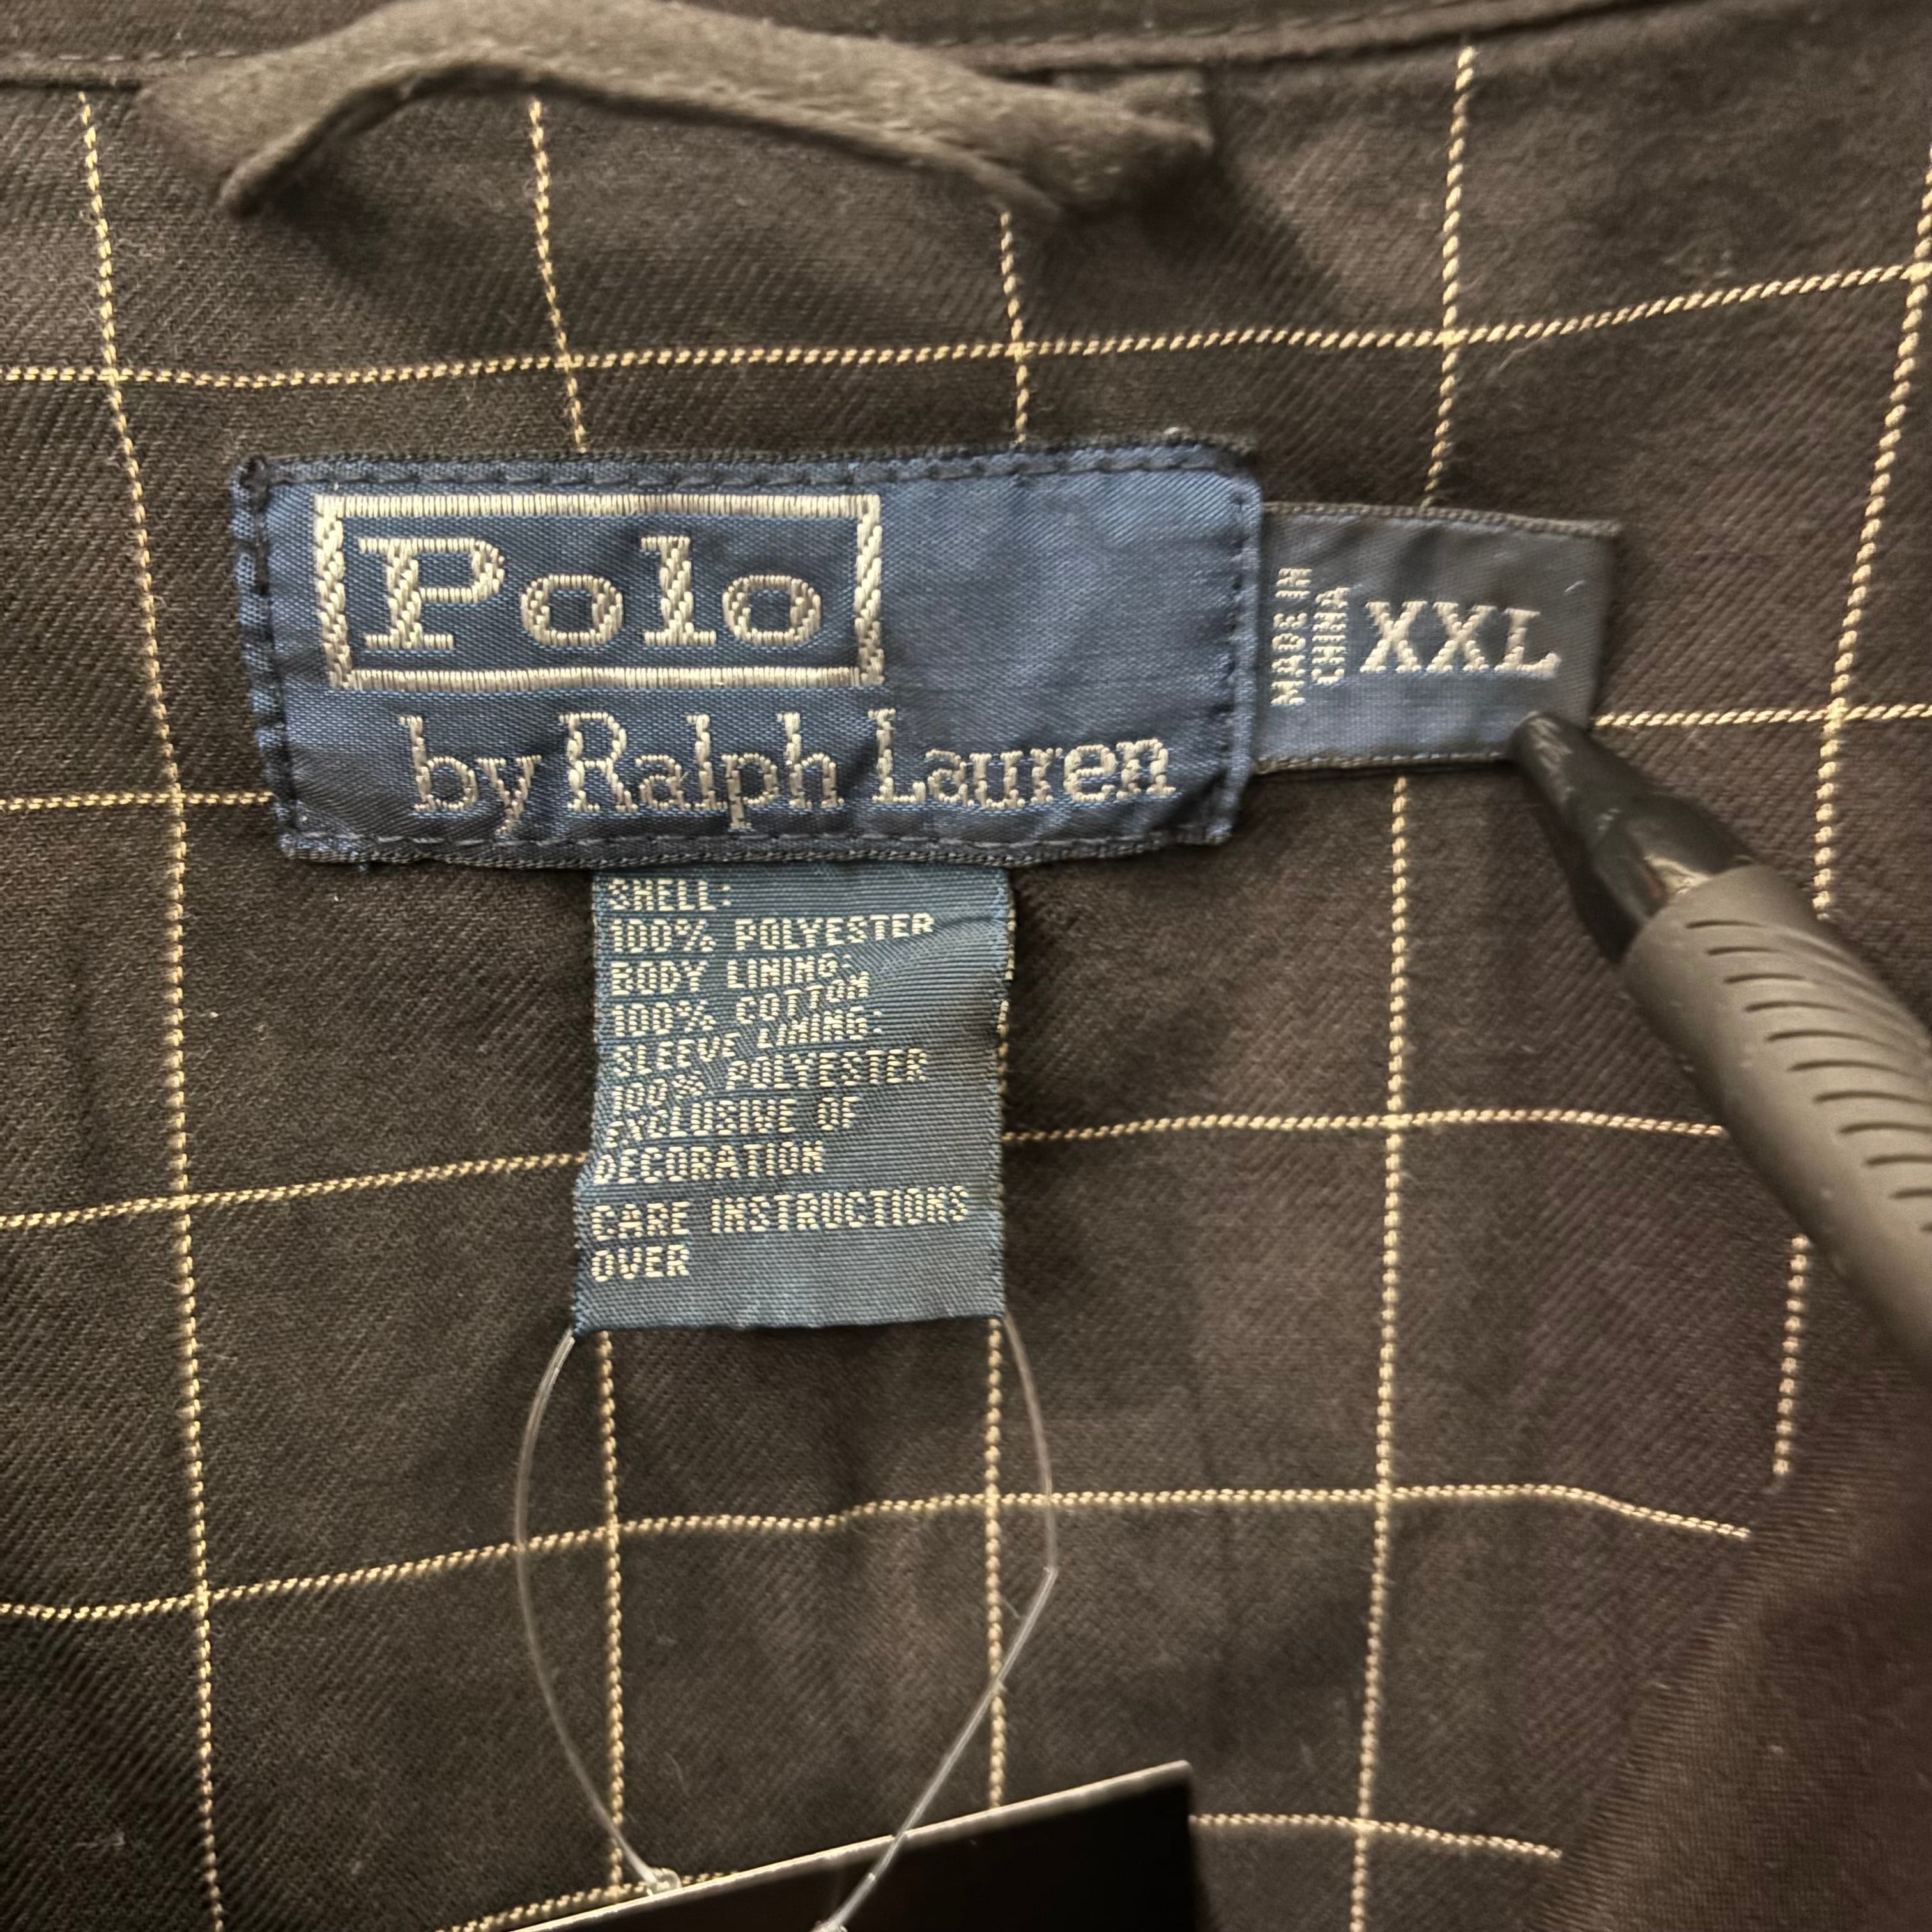 Polo
by Ralph Lauren
MADE IN
CHINA
XXL
SHELL:
100% POLYESTER
BODY LINING:
100% COTTON
SLEEVE LINING:
100% POLYESTER
EXCLUSIVE OF
DECORATION
CARE INSTRUCTIONS
OVER